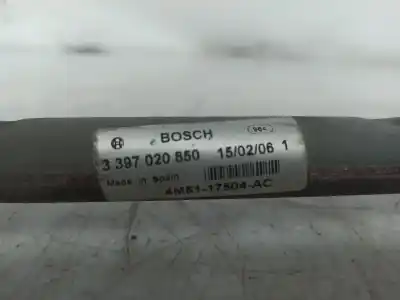 BOSCH
3 397 020 850 15/02/06 1
Made in Spain
4M51-17504-AC